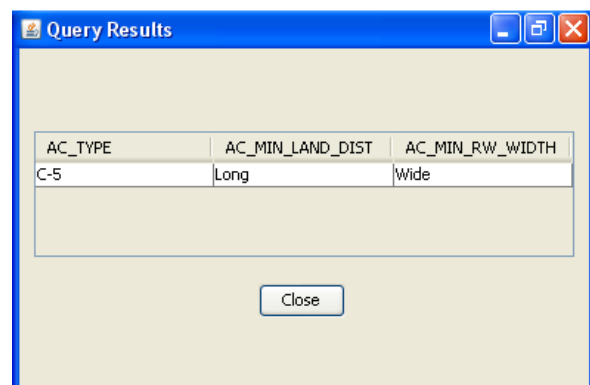 Query Results
AC_TYPE AC_MIN_LAND_DIST AC_MIN_RW_WIDTH
C-5 Long Wide
Close